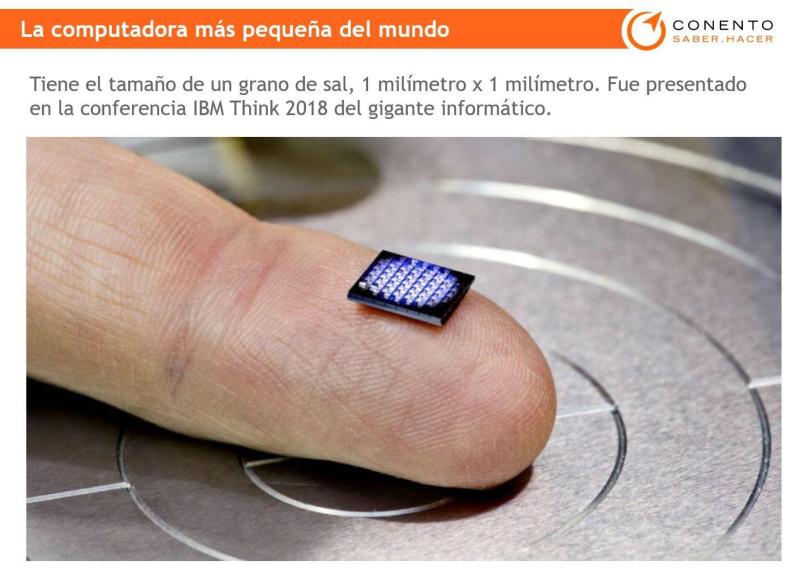 La computadora más pequeña del mundo
CONENTO
SABER.HACER
Tiene el tamaño de un grano de sal, 1 milímetro x 1 milímetro. Fue presentado
en la conferencia IBM Think 2018 del gigante informático.